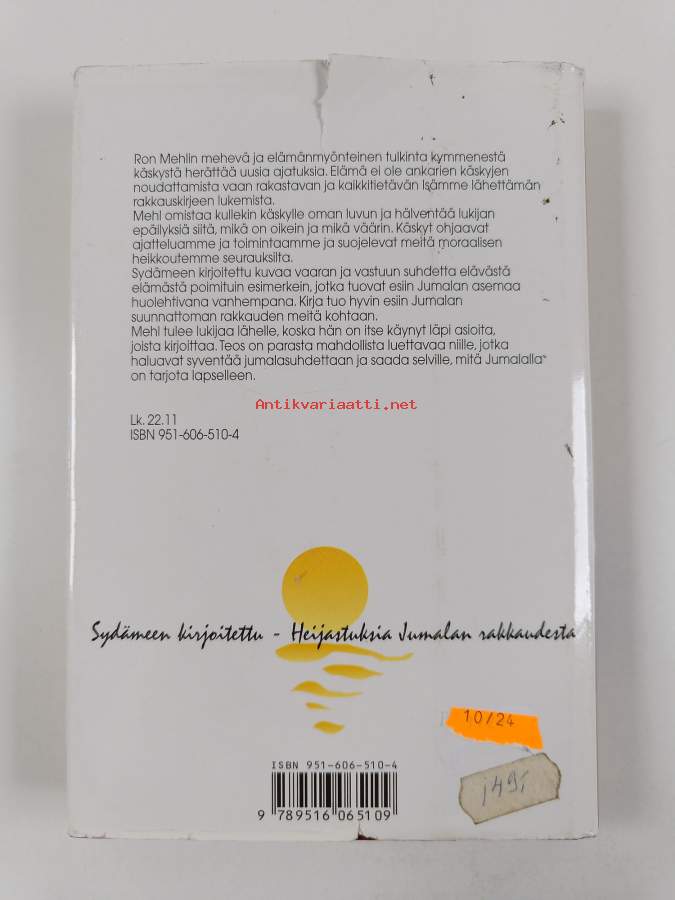 Ron Mehlin mehevä ja elämänmyönteinen tulkinta kymmenestä
käskystä herättää uusia ajatuksia. Elämä ei ole ankarien käskyjen
noudattamista vaan rakastavan ja kaikkitietävän Isämme lähettämän
rakkauskirjeen lukemista.
Mehl omistaa kullekin käskylle oman luvun ja hälventää lukijan
epäilyksiä siitä, mikä on oikein ja mikä väärin. Käskyt ohjaavat
ajatteluamme ja toimintaamme ja suojelevat meitä moraalisen
heikkoutemme seurauksilta.
Sydämeen kirjoitettu kuvaa vaaran ja vastuun suhdetta elävästä
elämästä poimituin esimerkein, jotka tuovat esiin Jumalan asemaa
huolehtivana vanhempana. Kirja tuo hyvin esiin Jumalan
suunnattoman rakkauden meitä kohtaan.
Mehl tulee lukijaa lähelle, koska hän on itse käynyt läpi asioita,
joista kirjoittaa. Teos on parasta mahdollista luettavaa niille, jotka
haluavat syventää jumalasuhdettaan ja saada selville, mitä Jumalalla
on tarjota lapselleen.
Antikvariaatti.net
Lk. 22.11
ISBN 951-606-510-4
Sydämeen kirjoitettu - Heijastuksia Jumalan rakkaudesta
10/24
ISBN 951-606-510-4
9 789516 065109